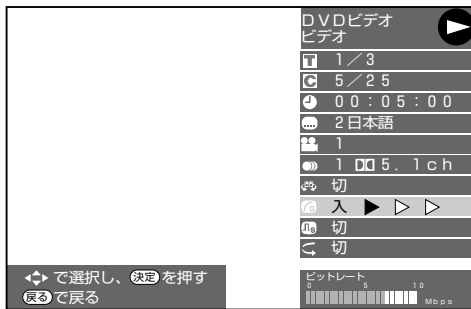 ＤＶＤビデオ
ビデオ
T １／３
C ５／２５
００：０５：００
２日本語
１
１ ５．１ｃｈ
切
入
切
切
で選択し、決定を押す
戻るで戻る
ビットレート
0 5 10
Mbps